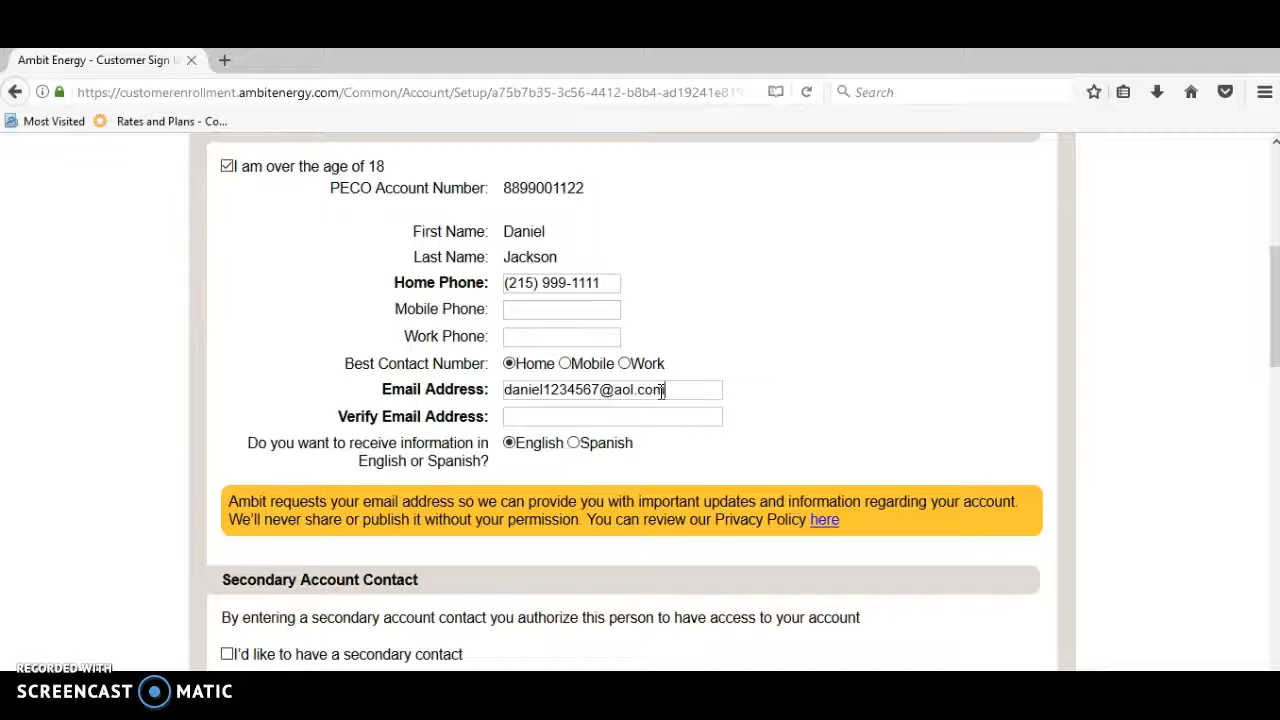 Ambit Energy - Customer Sign
https://customerenrollment.ambitenergy.com/Common/Account/Setup/a75b7b35-3c56-4412-b8b4-ad19241e81
Search
Most Visited
Rates and Plans - Co...
I am over the age of 18
PECO Account Number: 8899001122
First Name: Daniel
Last Name: Jackson
Home Phone: (215) 999-1111
Mobile Phone:
Work Phone:
Best Contact Number: Home Mobile Work
Email Address: daniel1234567@aol.com
Verify Email Address:
Do you want to receive information in
English or Spanish? English Spanish
Ambit requests your email address so we can provide you with important updates and information regarding your account.
We'll never share or publish it without your permission. You can review our Privacy Policy here
Secondary Account Contact
By entering a secondary account contact you authorize this person to have access to your account
I'd like to have a secondary contact
RECORDED WITH
SCREENCAST MATIC